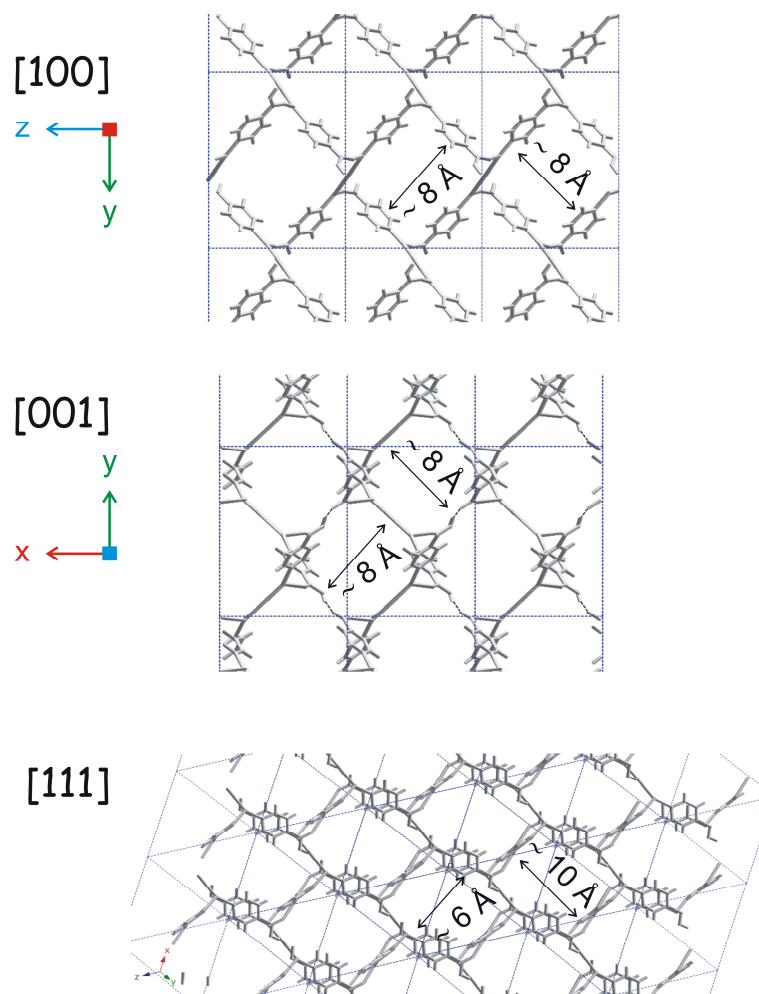 [100]
z
y
~ 8 Å
~ 8 Å
[001]
y
x
~ 8 Å
~ 8 Å
[111]
~ 10 Å
~ 6 Å
x
z
y